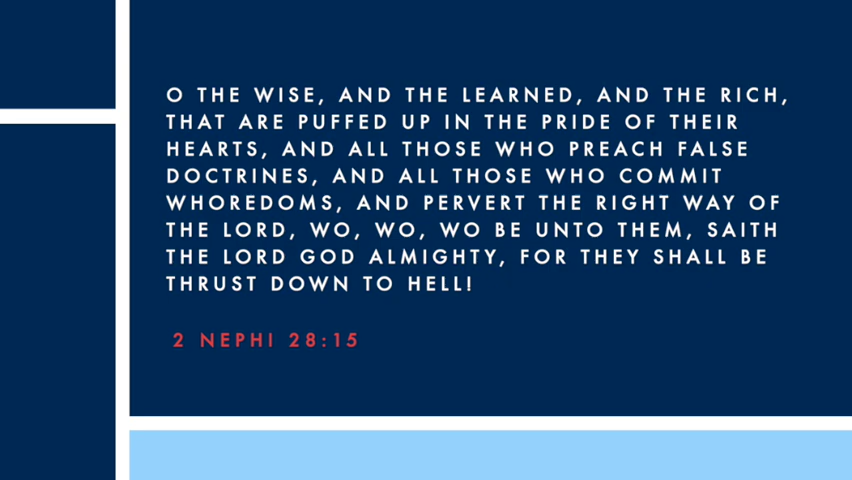 O THE WISE, AND THE LEARNED, AND THE RICH,
THAT ARE PUFFED UP IN THE PRIDE OF THEIR
HEARTS, AND ALL THOSE WHO PREACH FALSE
DOCTRINES, AND ALL THOSE WHO COMMIT
WHOREDOMS, AND PERVERT THE RIGHT WAY OF
THE LORD, WO, WO, WO BE UNTO THEM, SAITH
THE LORD GOD ALMIGHTY, FOR THEY SHALL BE
THRUST DOWN TO HELL!
2 NEPHI 28:15